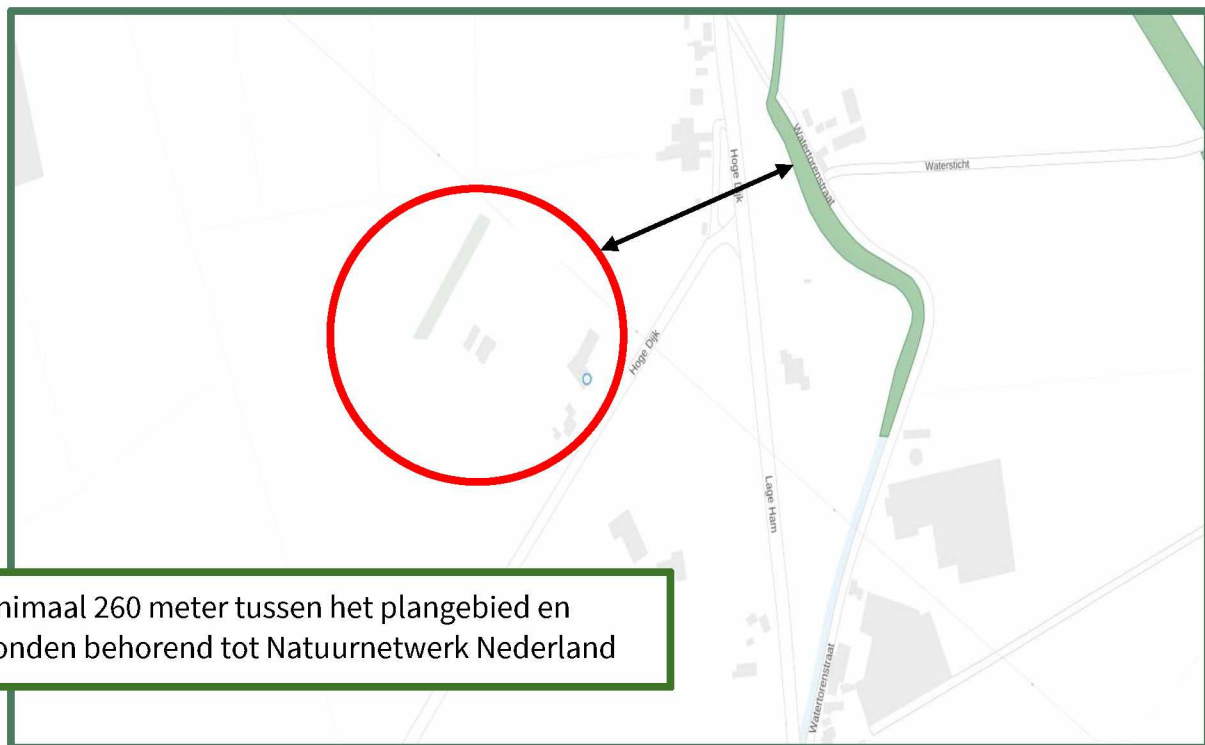 Watertorenstraat
Hoge Dijk
Watersticht
Hoge Dijk
Lage Ham
nimaal 260 meter tussen het plangebied en
onden behorend tot Natuurnetwerk Nederland
Watertorenstraat